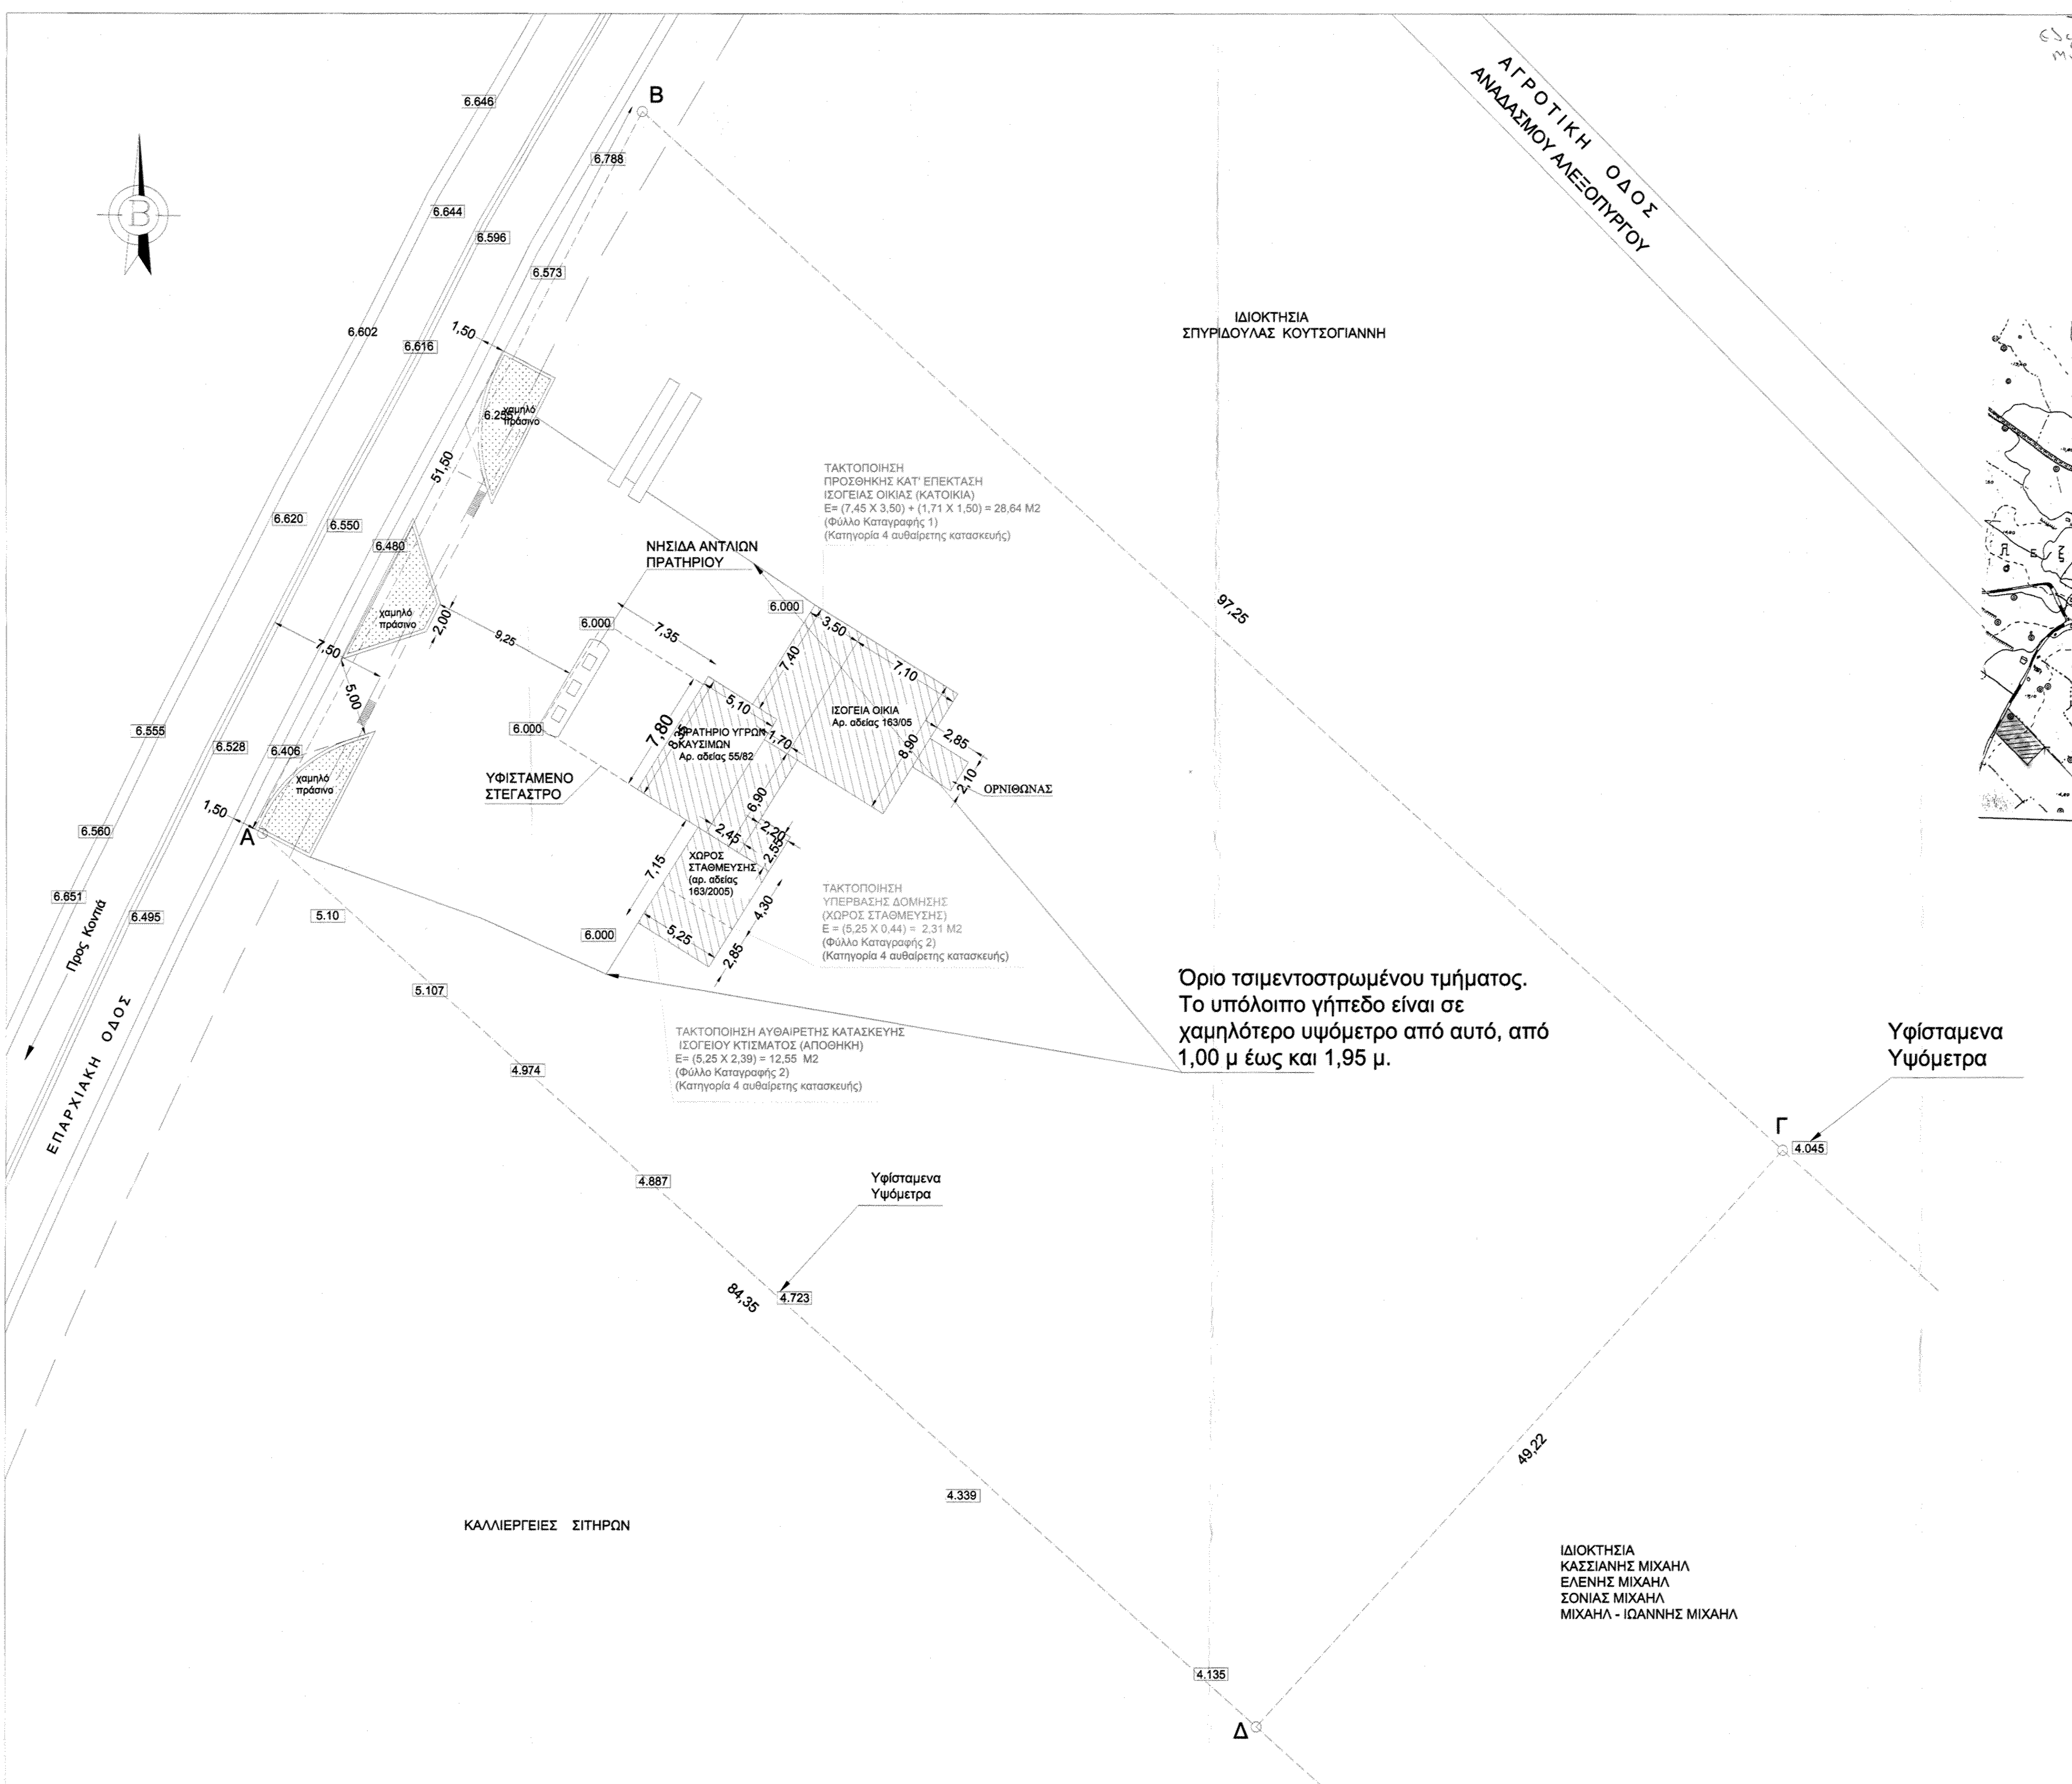 ΑΓΡΟΤΙΚΗ ΟΔΟΣ
ΑΝΑΔΑΣΜΟΥ ΑΛΕΞΟΠΥΡΓΟΥ
Β
6.646
6.788
Β
6.644
6.596
6.573
ΙΔΙΟΚΤΗΣΙΑ
ΣΠΥΡΙΔΟΥΛΑΣ ΚΟΥΤΣΟΓΙΑΝΝΗ
6.602
6.616
1,50
6.255
χαμηλό
πράσινο
51,50
ΤΑΚΤΟΠΟΙΗΣΗ
ΠΡΟΣΘΗΚΗΣ ΚΑΤ' ΕΠΕΚΤΑΣΗ
ΙΣΟΓΕΙΑΣ ΟΙΚΙΑΣ (ΚΑΤΟΙΚΙΑ)
Ε= (7,45 Χ 3,50) + (1,71 Χ 1,50) = 28,64 Μ2
(Φύλλο Καταγραφής 1)
(Κατηγορία 4 αυθαίρετης κατασκευής)
6.620
6.550
6.480
ΝΗΣΙΔΑ ΑΝΤΛΙΩΝ
ΠΡΑΤΗΡΙΟΥ
χαμηλό
πράσινο
2,00
9,25
7,50
5,00
6.000
6.000
7,35
3,50
7,40
7,10
97,25
5,10
ΙΣΟΓΕΙΑ ΟΙΚΙΑ
Αρ. αδείας 163/05
7,80
8,35
ΠΡΑΤΗΡΙΟ ΥΓΡΩΝ
ΚΑΥΣΙΜΩΝ
Αρ. αδείας 55/82
1,70
8,90
2,85
2,10
ΟΡΝΙΘΩΝΑΣ
6.000
6.555
6.528
6.406
ΥΦΙΣΤΑΜΕΝΟ
ΣΤΕΓΑΣΤΡΟ
χαμηλό
πράσινο
6,90
2,45
2,20
2,55
1,50
Α
6.560
7,15
ΧΩΡΟΣ
ΣΤΑΘΜΕΥΣΗΣ
(αρ. αδείας
163/2005)
4,30
5,25
2,85
6.000
6.651
6.495
5.10
Προς Κοντιά
ΕΠΑΡΧΙΑΚΗ ΟΔΟΣ
ΤΑΚΤΟΠΟΙΗΣΗ
ΥΠΕΡΒΑΣΗΣ ΔΟΜΗΣΗΣ
(ΧΩΡΟΣ ΣΤΑΘΜΕΥΣΗΣ)
Ε = (5,25 Χ 0,44) = 2,31 Μ2
(Φύλλο Καταγραφής 2)
(Κατηγορία 4 αυθαίρετης κατασκευής)
5.107
Όριο τσιμεντοστρωμένου τμήματος.
Το υπόλοιπο γήπεδο είναι σε
χαμηλότερο υψόμετρο από αυτό, από
1,00 μ έως και 1,95 μ.
ΤΑΚΤΟΠΟΙΗΣΗ ΑΥΘΑΙΡΕΤΗΣ ΚΑΤΑΣΚΕΥΗΣ
ΙΣΟΓΕΙΟΥ ΚΤΙΣΜΑΤΟΣ (ΑΠΟΘΗΚΗ)
Ε= (5,25 Χ 2,39) = 12,55 Μ2
(Φύλλο Καταγραφής 2)
(Κατηγορία 4 αυθαίρετης κατασκευής)
4.974
Υφίσταμενα
Υψόμετρα
Γ
4.045
4.887
Υφίσταμενα
Υψόμετρα
4.723
84,35
49,22
4.339
ΚΑΛΛΙΕΡΓΕΙΕΣ ΣΙΤΗΡΩΝ
ΙΔΙΟΚΤΗΣΙΑ
ΚΑΣΣΙΑΝΗΣ ΜΙΧΑΗΛ
ΕΛΕΝΗΣ ΜΙΧΑΗΛ
ΣΟΝΙΑΣ ΜΙΧΑΗΛ
ΜΙΧΑΗΛ - ΙΩΑΝΝΗΣ ΜΙΧΑΗΛ
4.135
Δ